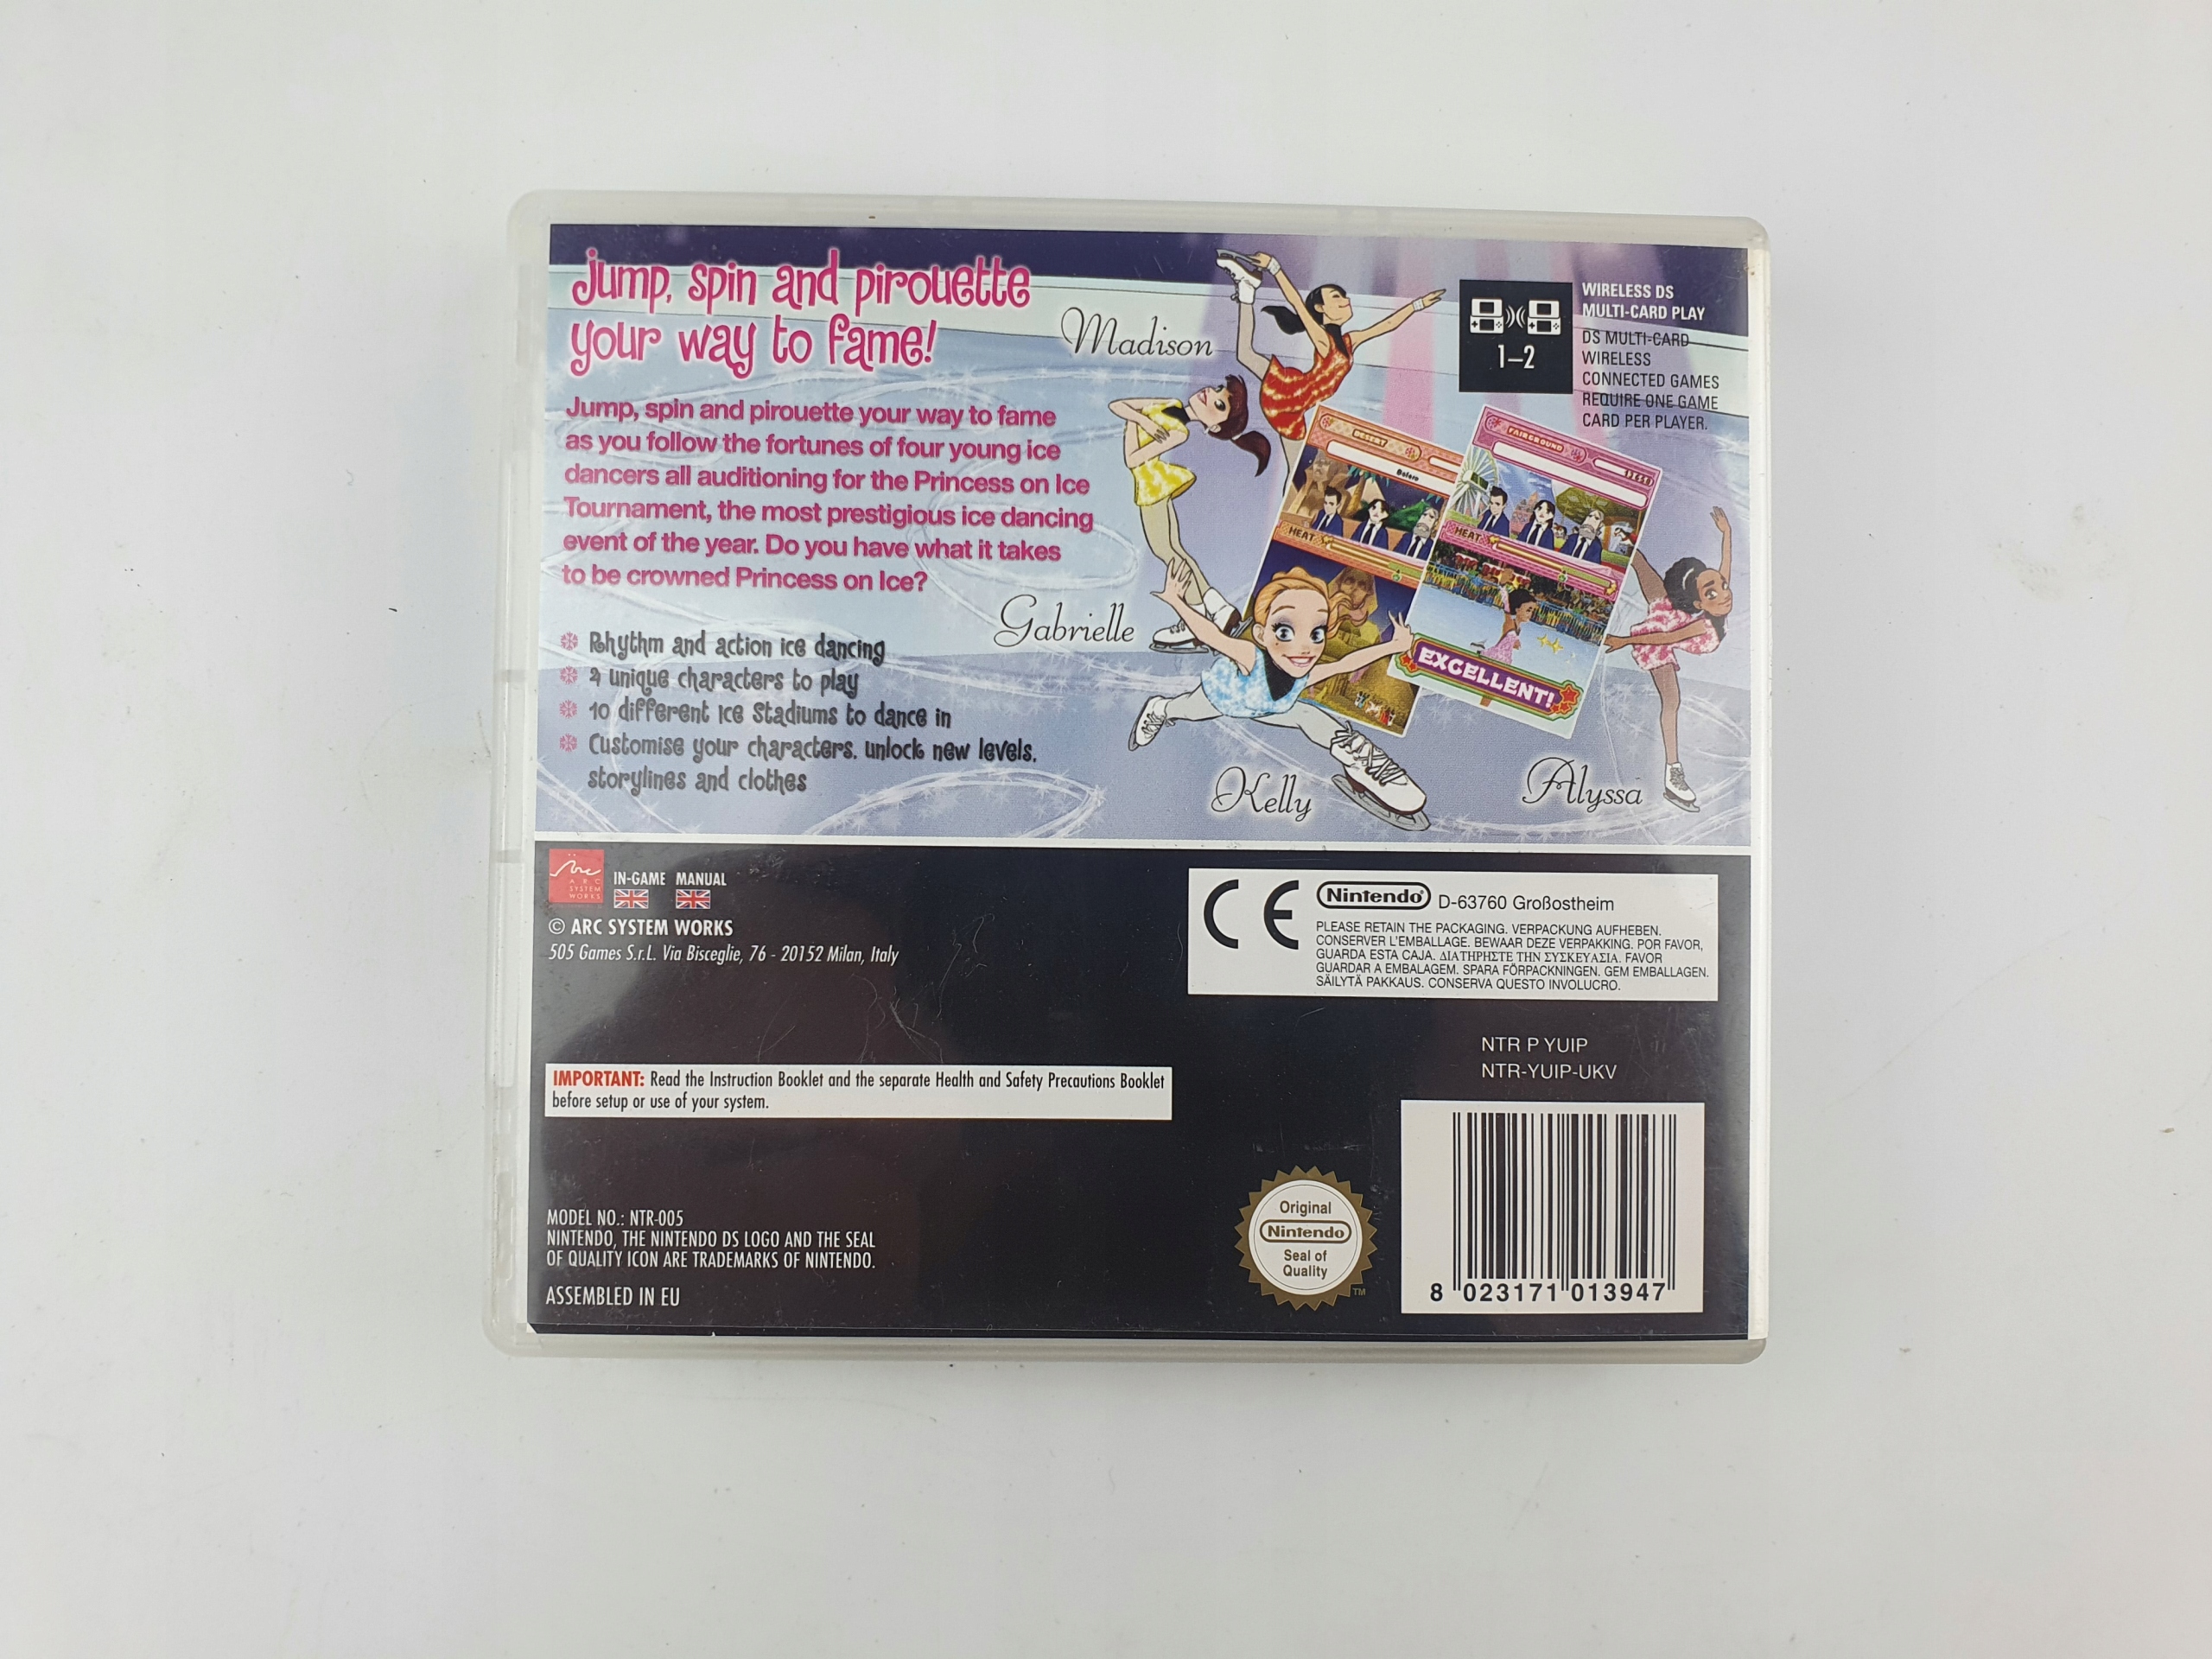 Jump, spin and pirouette
your way to fame!
Jump, spin and pirouette your way to fame
as you follow the fortunes of four young ice
dancers all auditioning for the Princess on Ice
Tournament, the most prestigious ice dancing
event of the year. Do you have what it takes
to be crowned Princess on Ice?
Rhythm and action ice dancing
4 unique characters to play
10 different Ice Stadiums to dance in
Customise your characters, unlock new levels,
storylines and clothes
Madison
Gabrielle
Kelly
Alyssa
1–2
WIRELESS DS
MULTI-CARD PLAY
DS MULTI-CARD
WIRELESS
CONNECTED GAMES
REQUIRE ONE GAME
CARD PER PLAYER.
DESERT
Bolero
HEAT
FAIRGROUND
HEAT
EXCELLENT!
ARC
SYSTEM
WORKS
IN-GAME MANUAL
© ARC SYSTEM WORKS
505 Games S.r.L. Via Bisceglie, 76 - 20152 Milan, Italy
CE
Nintendo® D-63760 Großostheim
PLEASE RETAIN THE PACKAGING. VERPACKUNG AUFHEBEN.
CONSERVER L'EMBALLAGE. BEWAAR DEZE VERPAKKING. POR FAVOR,
GUARDA ESTA CAJA. ΔΙΑΤΗΡΗΣΤΕ ΤΗΝ ΣΥΣΚΕΥΑΣΙΑ. FAVOR
GUARDAR A EMBALAGEM. SPARA FÖRPACKNINGEN. GEM EMBALLAGEN.
SÄILYTÄ PAKKAUS. CONSERVA QUESTO INVOLUCRO.
NTR P YUIP
NTR-YUIP-UKV
IMPORTANT: Read the Instruction Booklet and the separate Health and Safety Precautions Booklet
before setup or use of your system.
MODEL NO.: NTR-005
NINTENDO, THE NINTENDO DS LOGO AND THE SEAL
OF QUALITY ICON ARE TRADEMARKS OF NINTENDO.
ASSEMBLED IN EU
Original
Nintendo
Seal of
Quality
TM
8 023171 013947